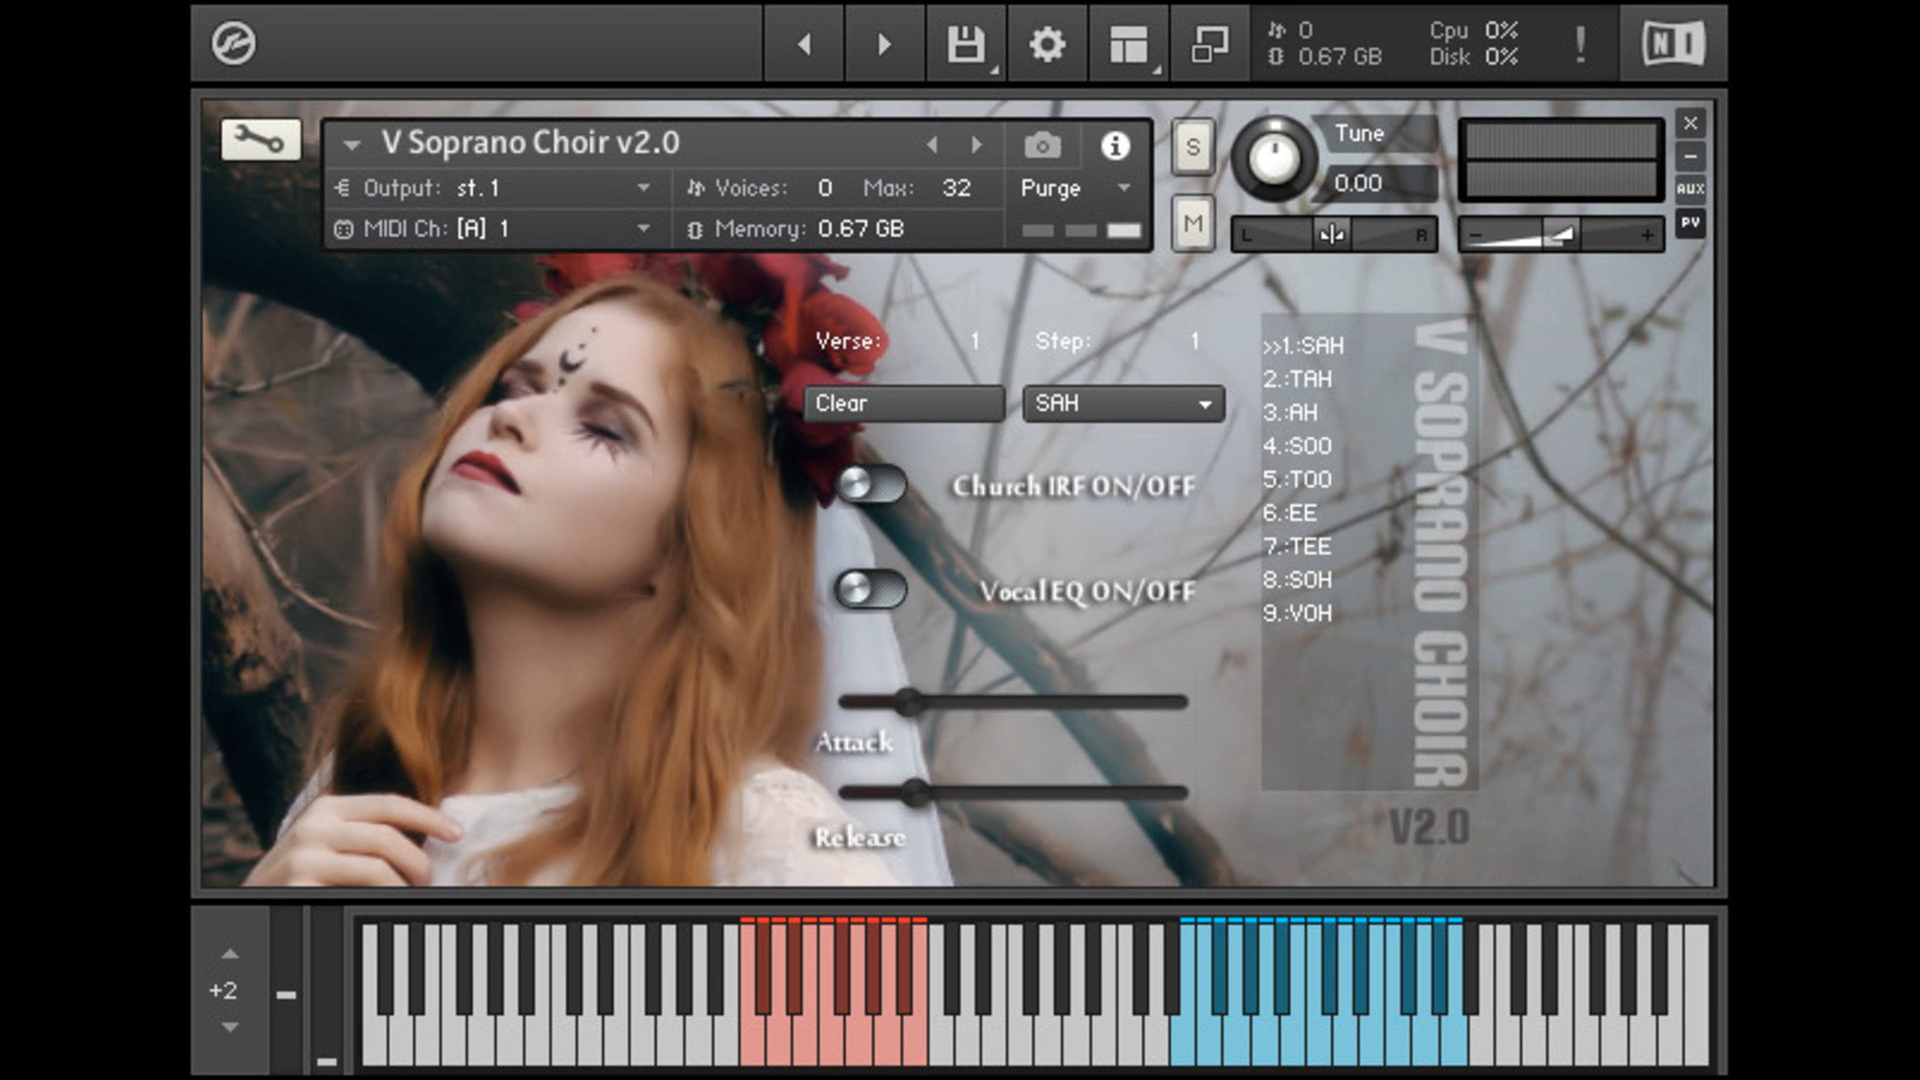 0
0.67 GB
Cpu 0%
Disk 0%
!
NI
V Soprano Choir v2.0
i
Output: st. 1
Voices: 0 Max: 32
Purge
MIDI Ch: [A] 1
Memory: 0.67 GB
S
M
Tune
0.00
L R
- +
X
AUX
PV
Verse: 1
Step: 1
Clear
SAH
Church IRF ON/OFF
Vocal EQ ON/OFF
Attack
Release
>>1.:SAH
2.:TAH
3.:AH
4.:SOO
5.:TOO
6.:EE
7.:TEE
8.:SOH
9.:VOH
V SOPRANO CHOIR
V2.0
+2